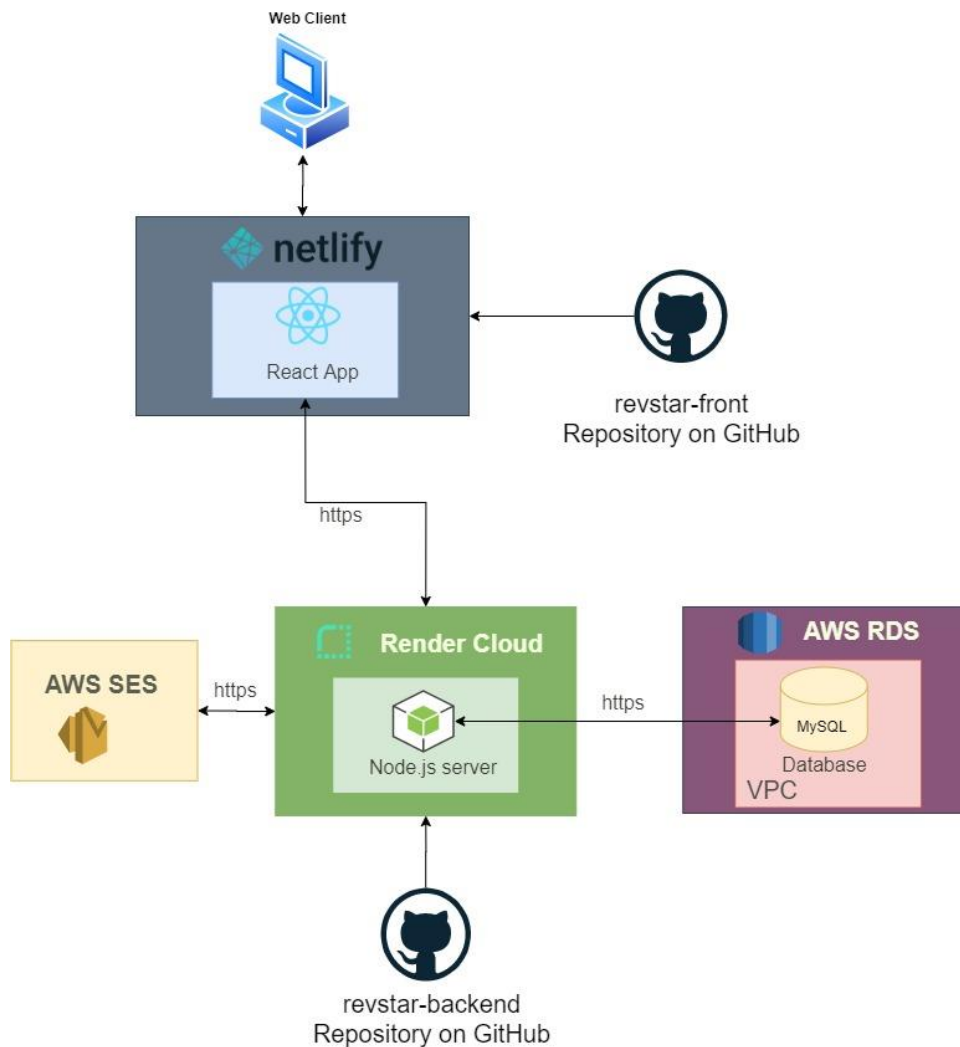 Web Client
netlify
React App
revstar-front
Repository on GitHub
https
Render Cloud
AWS RDS
AWS SES
https
https
MySQL
Node.js server
Database
VPC
revstar-backend
Repository on GitHub